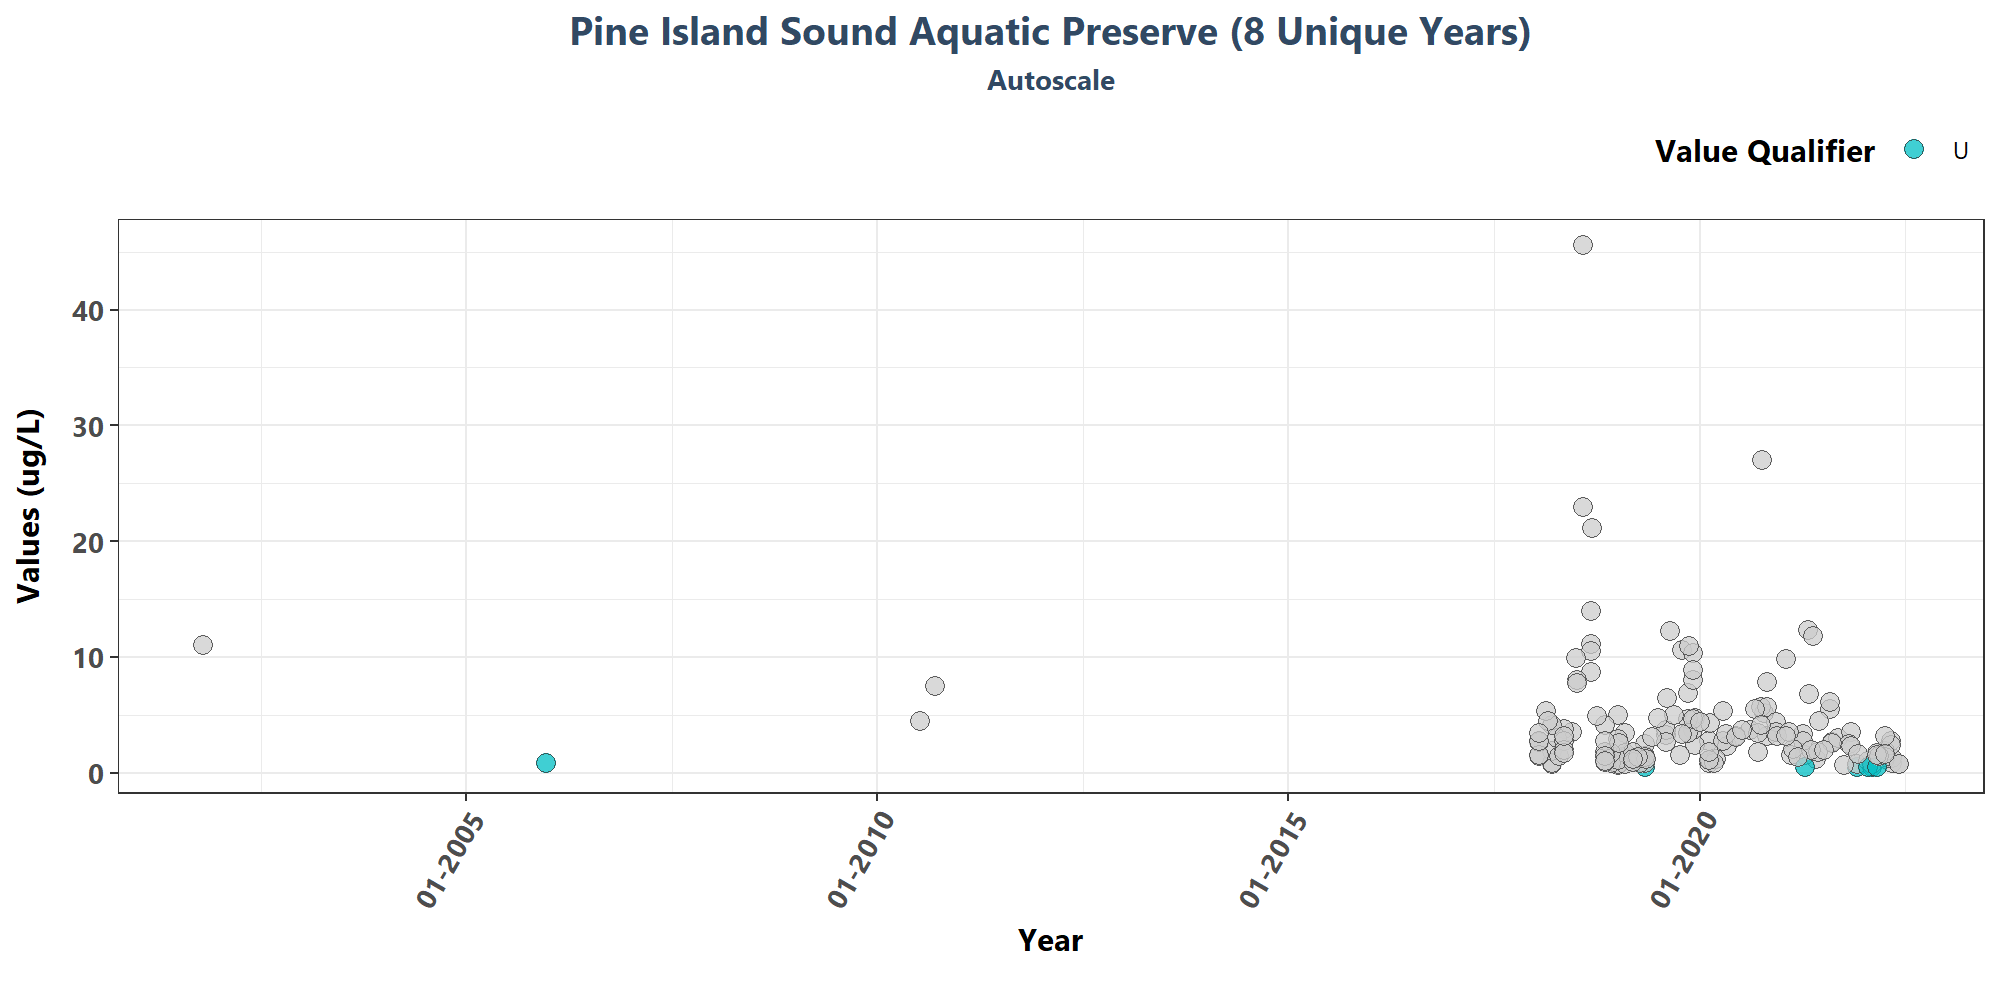 Pine Island Sound Aquatic Preserve (8 Unique Years)
Autoscale
Value Qualifier U
Values (ug/L)
40
30
20
10
0
01-2005
01-2010
01-2015
01-2020
Year